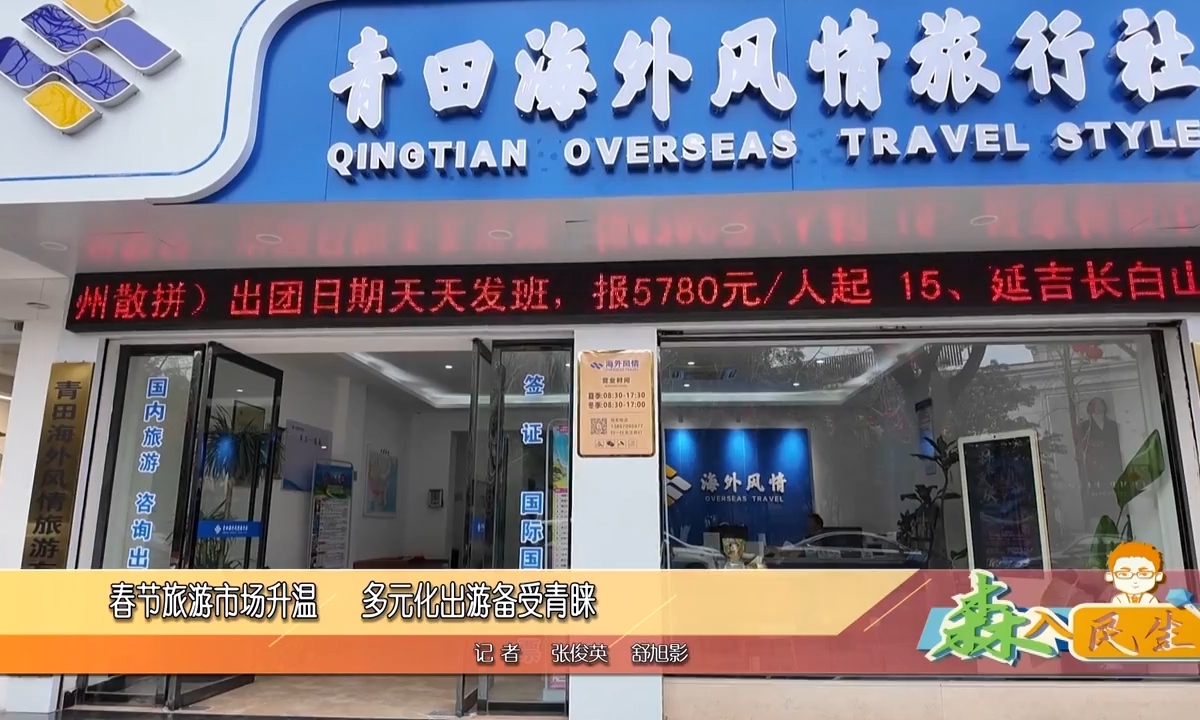 青田海外风情旅行社
QINGTIAN OVERSEAS TRAVEL STYLE
州散拼）出团日期天天发班，报5780元/人起 15、延吉长白山
青田海外风情旅游
国内旅游 咨询出
签证 国际国
海外风情
营业时间
夏季:08:30-17:30
冬季:08:30-17:00
海外风情
OVERSEAS TRAVEL
春节旅游市场升温 多元化出游备受青睐
记者 张俊英 舒旭影
森入民生